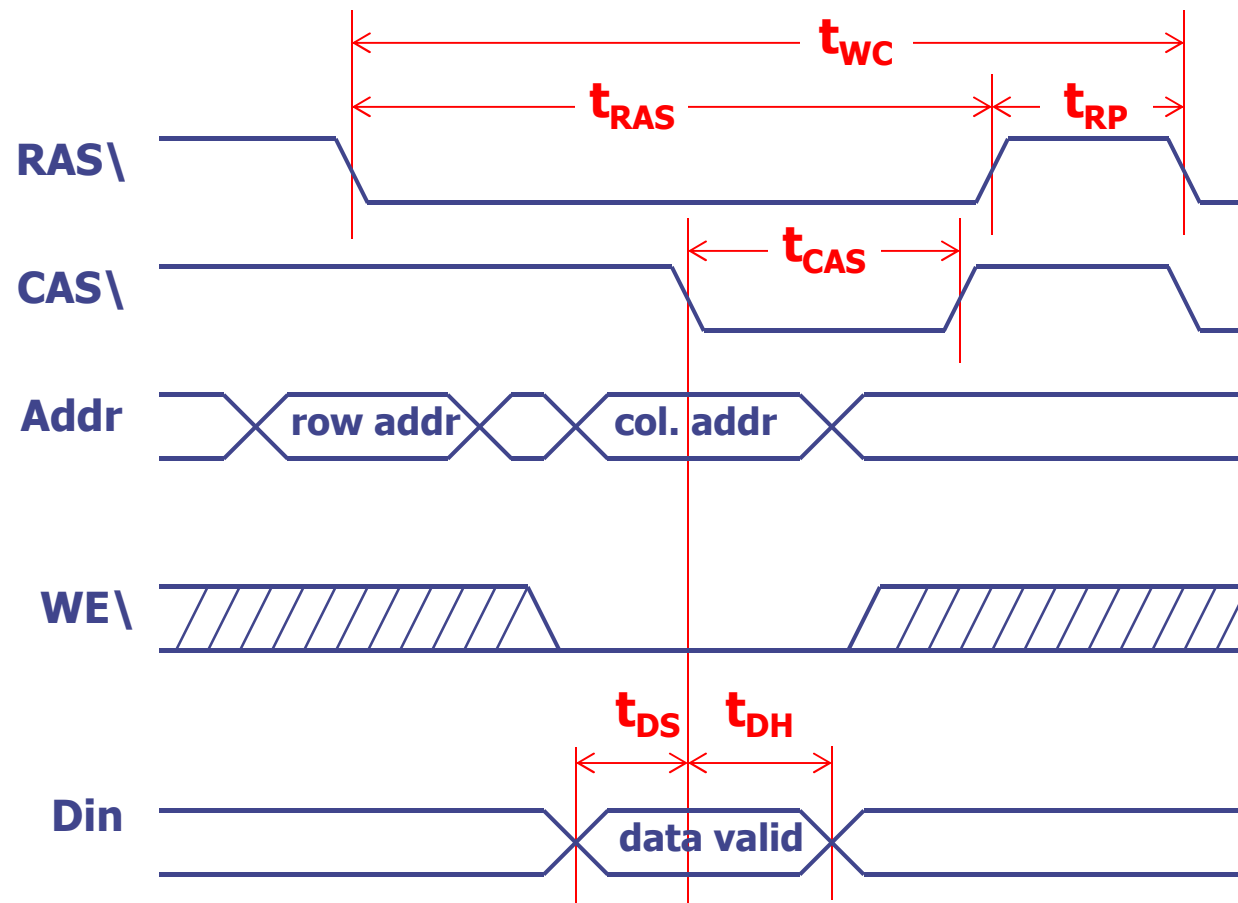 tWC
tRAS tRP
RAS\
tCAS
CAS\
Addr row addr col. addr
WE\
tDS tDH
Din data valid